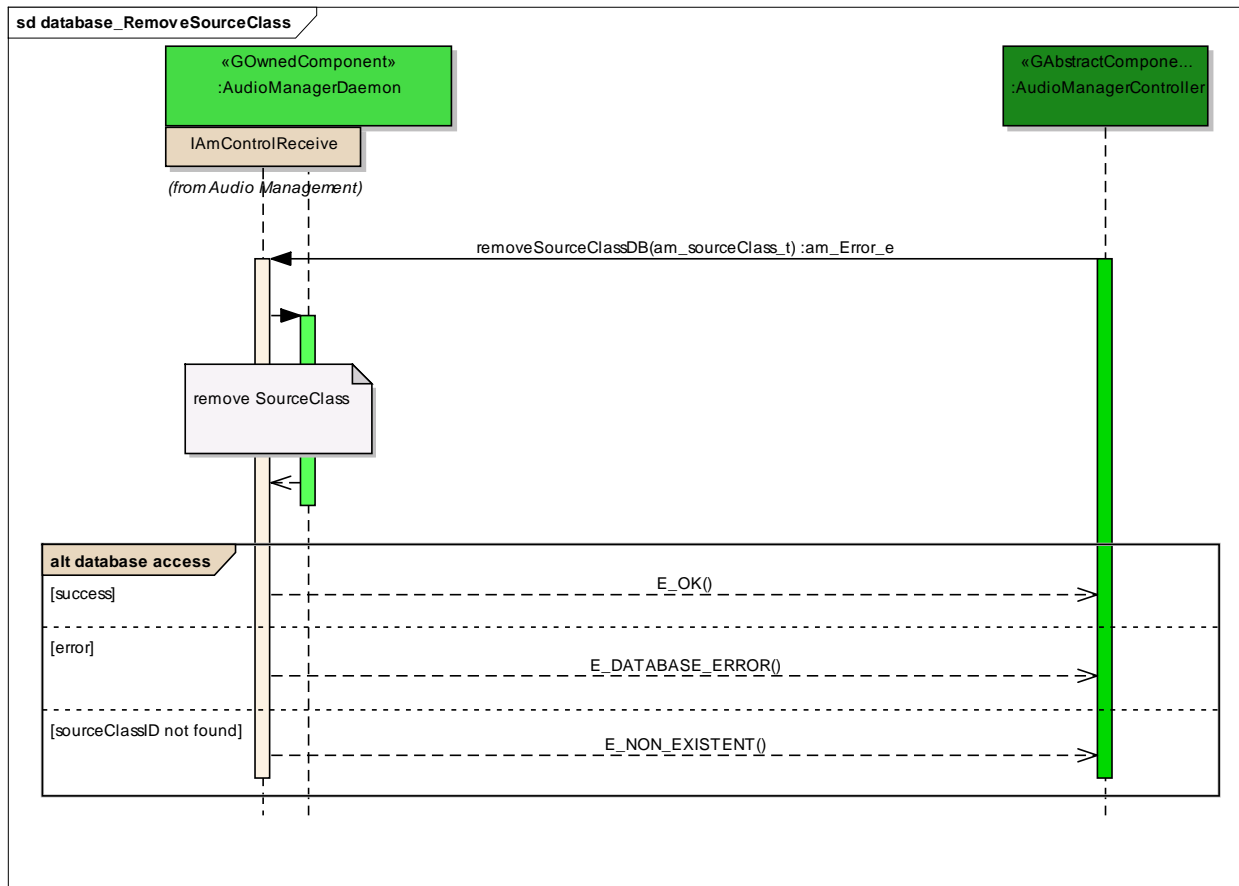 sd database_RemoveSourceClass
«GOwnedComponent»
:AudioManagerDaemon
«GAbstractCompone...
:AudioManagerController
IAmControlReceive
(from Audio Management)
removeSourceClassDB(am_sourceClass_t) :am_Error_e
remove SourceClass
alt database access
[success]
E_OK()
[error]
E_DATABASE_ERROR()
[sourceClassID not found]
E_NON_EXISTENT()